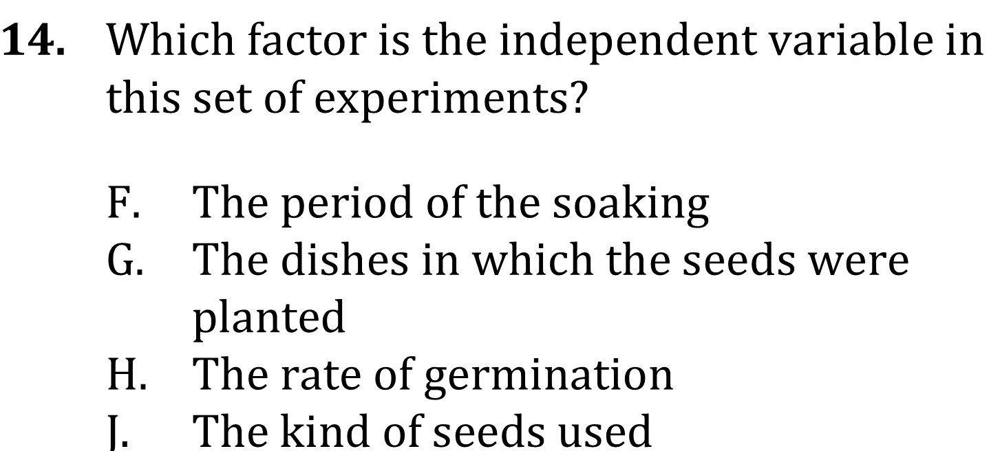 14. Which factor is the independent variable in
this set of experiments?
F. The period of the soaking
G. The dishes in which the seeds were
planted
H. The rate of germination
J. The kind of seeds used